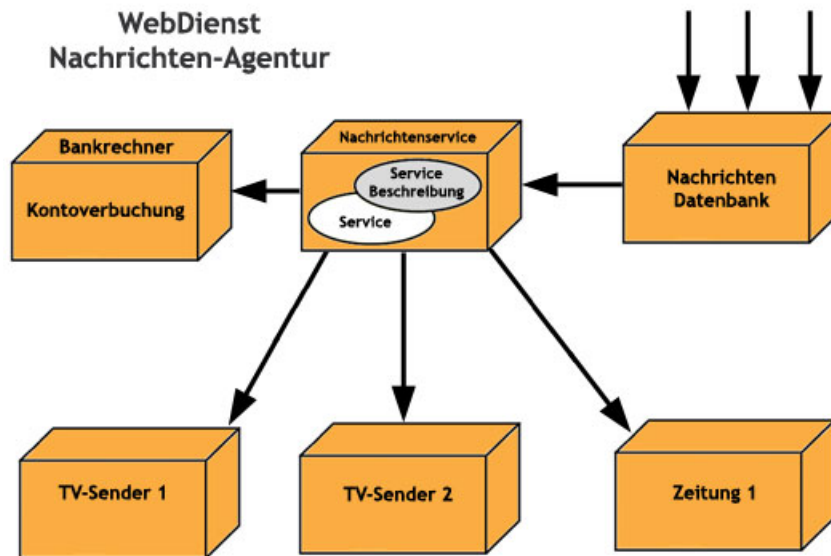 WebDienst
Nachrichten-Agentur
Bankrechner
Kontoverbuchung
Nachrichtenservice
Service
Beschreibung
Service
Nachrichten
Datenbank
TV-Sender 1
TV-Sender 2
Zeitung 1